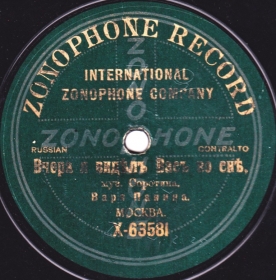 ZONOPHONE RECORD
INTERNATIONAL
ZONOPHONE COMPANY
ZONOPHONE
RUSSIAN
CONTRALTO
Вчера я видѣлъ Васъ во снѣ,
муз. Сорокина,
Варя Панина.
МОСКВА.
X-63581